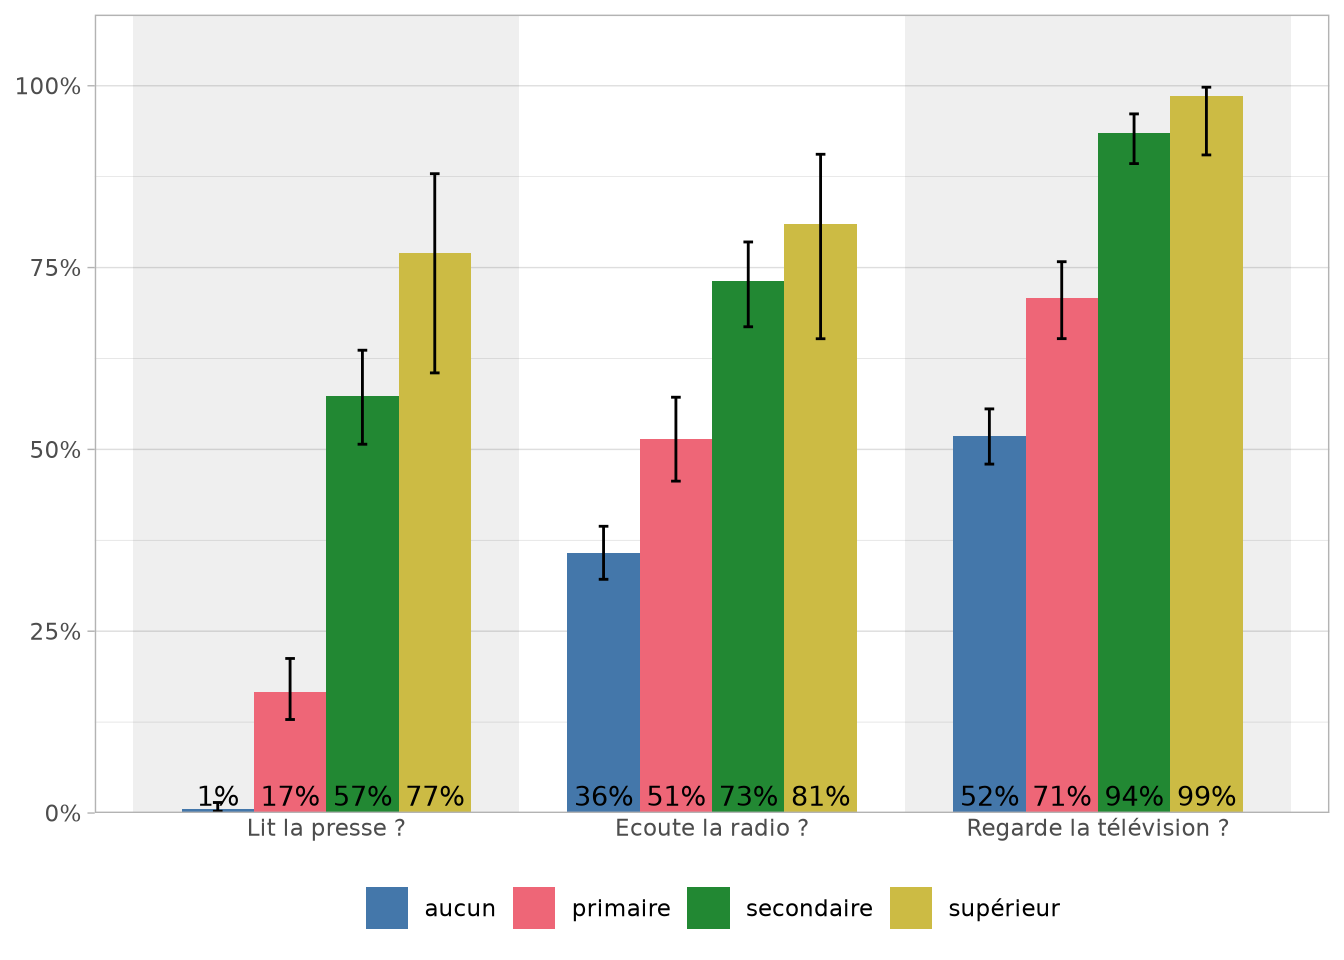 100%
75%
50%
25%
0%
1% 17% 57% 77% 36% 51% 73% 81% 52% 71% 94% 99%
Lit la presse ? Ecoute la radio ? Regarde la télévision ?
aucun primaire secondaire supérieur